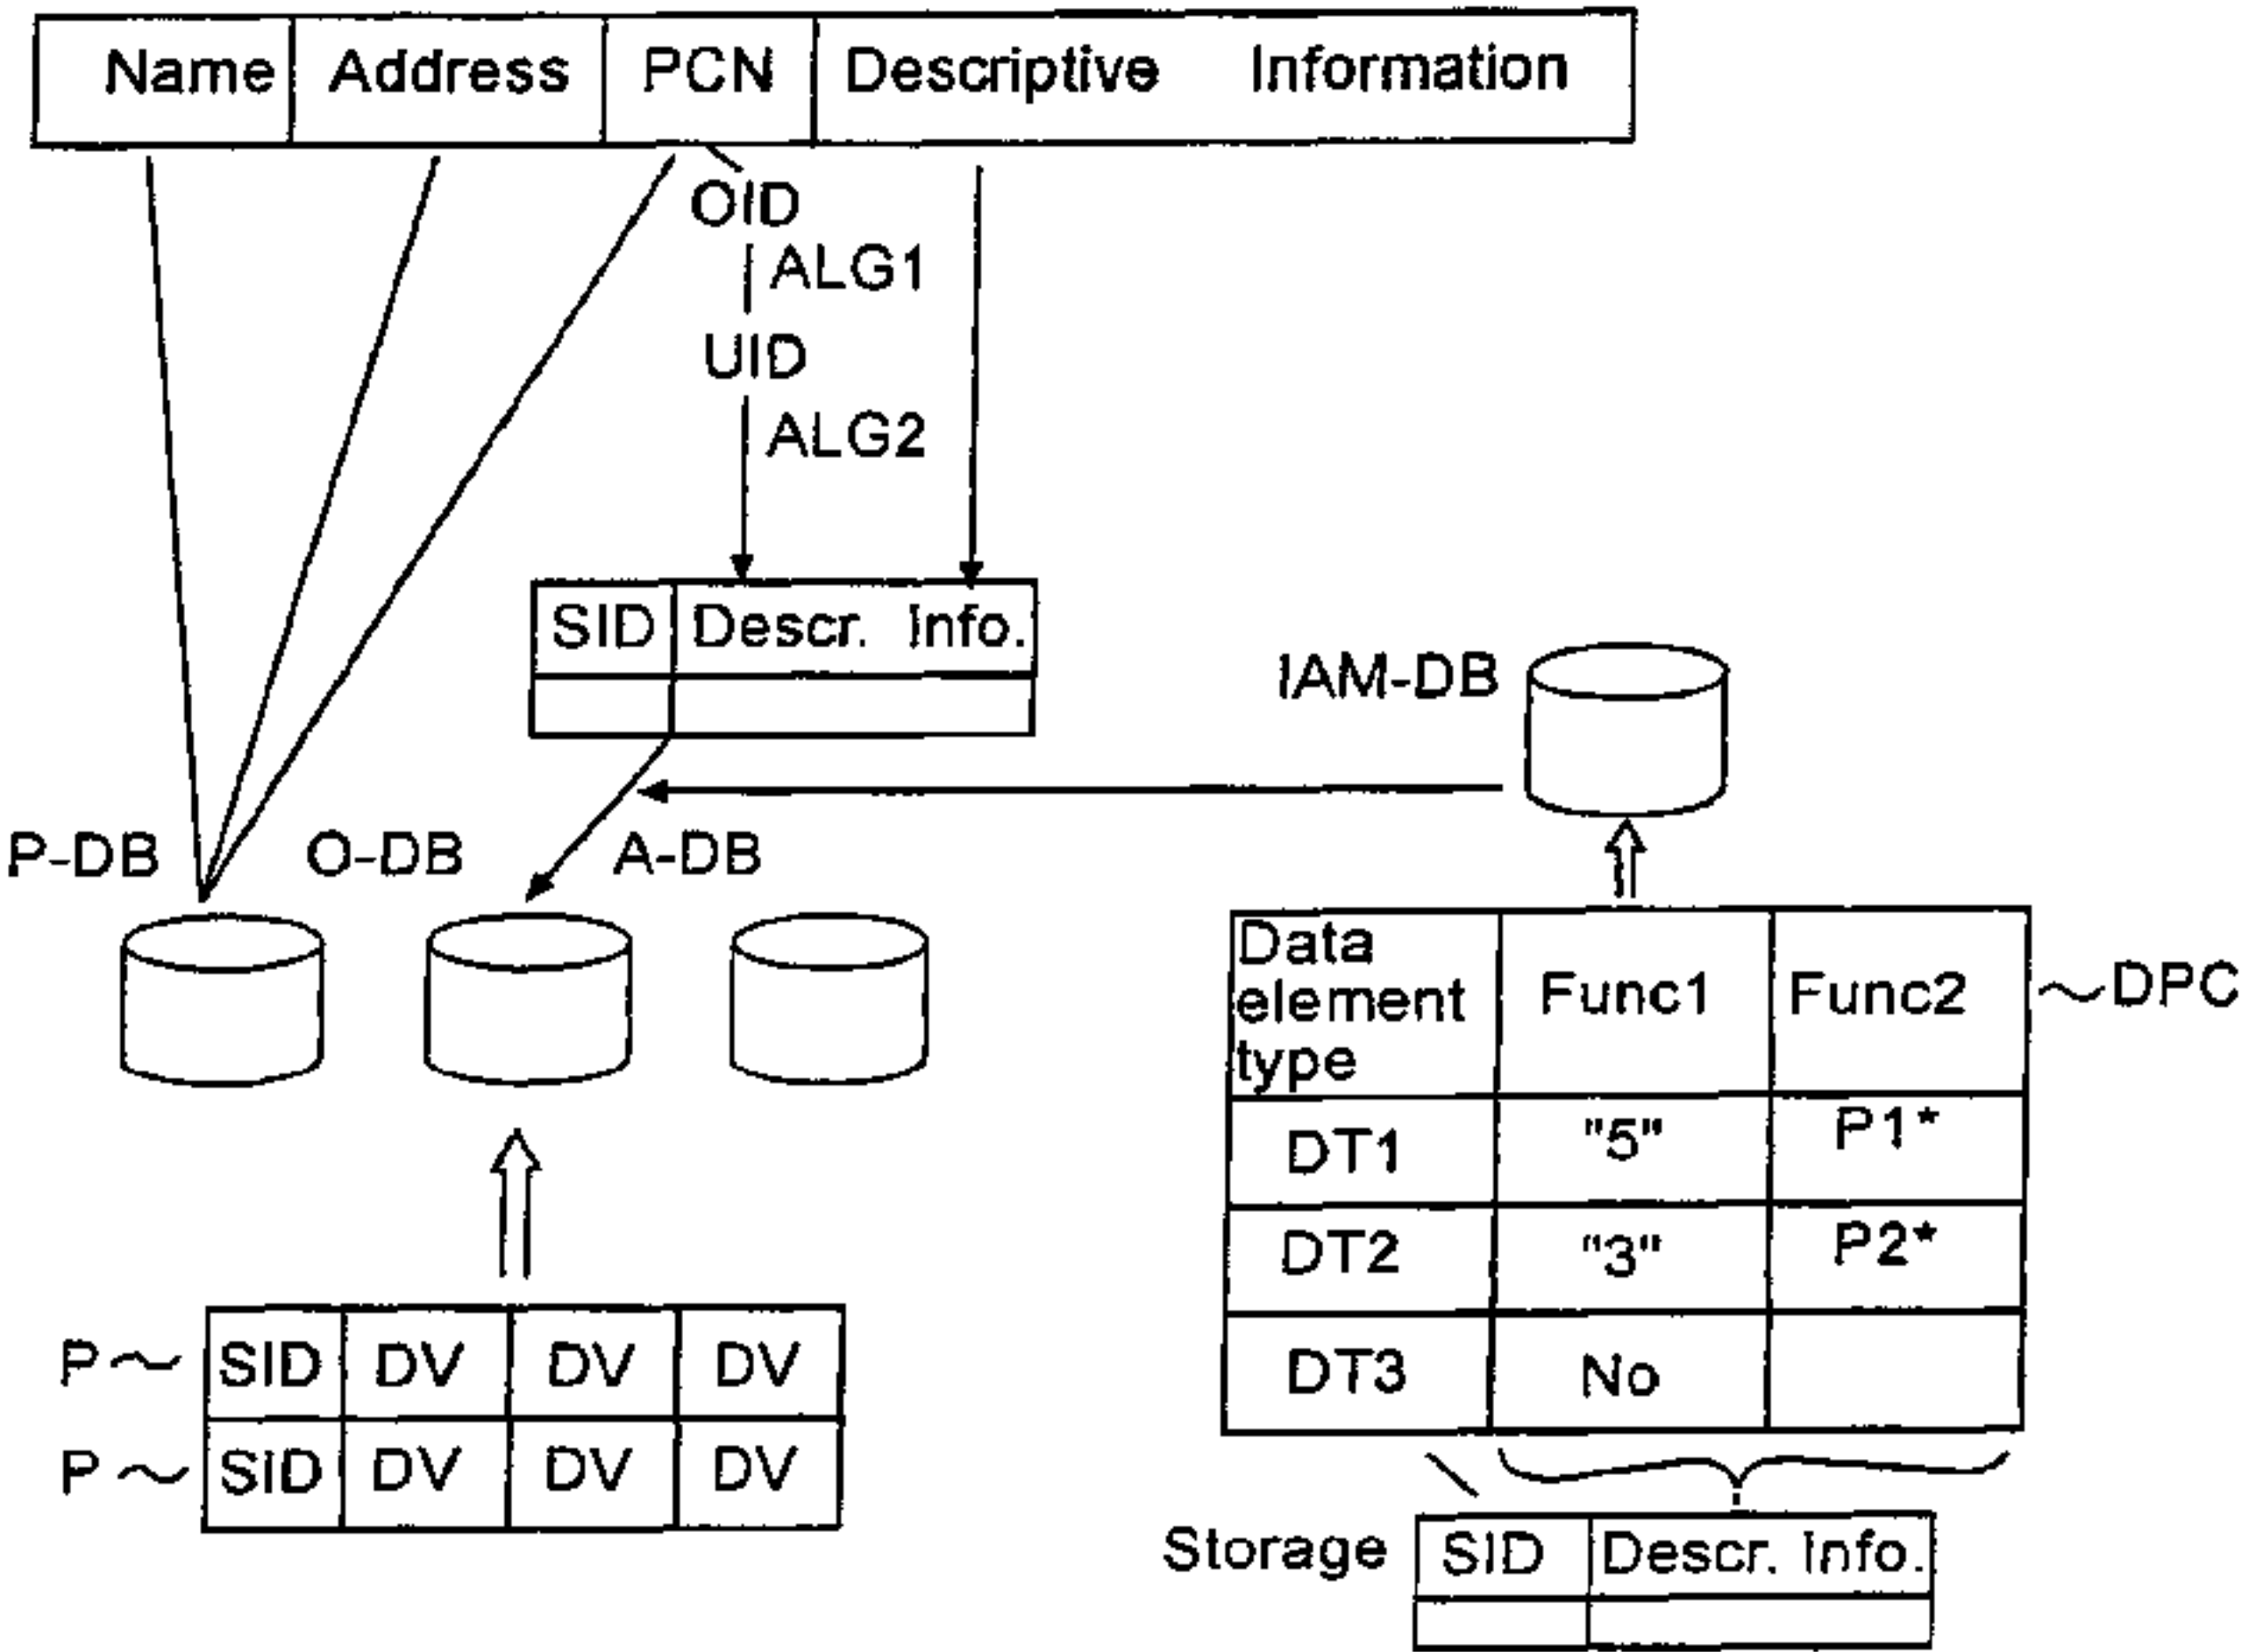 Name Address PCN Descriptive Information
OID
ALG1
UID
ALG2
SID Descr. Info.
IAM-DB
P-DB O-DB A-DB
Data element type Func1 Func2 ~DPC
DT1 "5" P1*
DT2 "3" P2*
DT3 No
P~ SID DV DV DV
P~ SID DV DV DV
Storage SID Descr. Info.